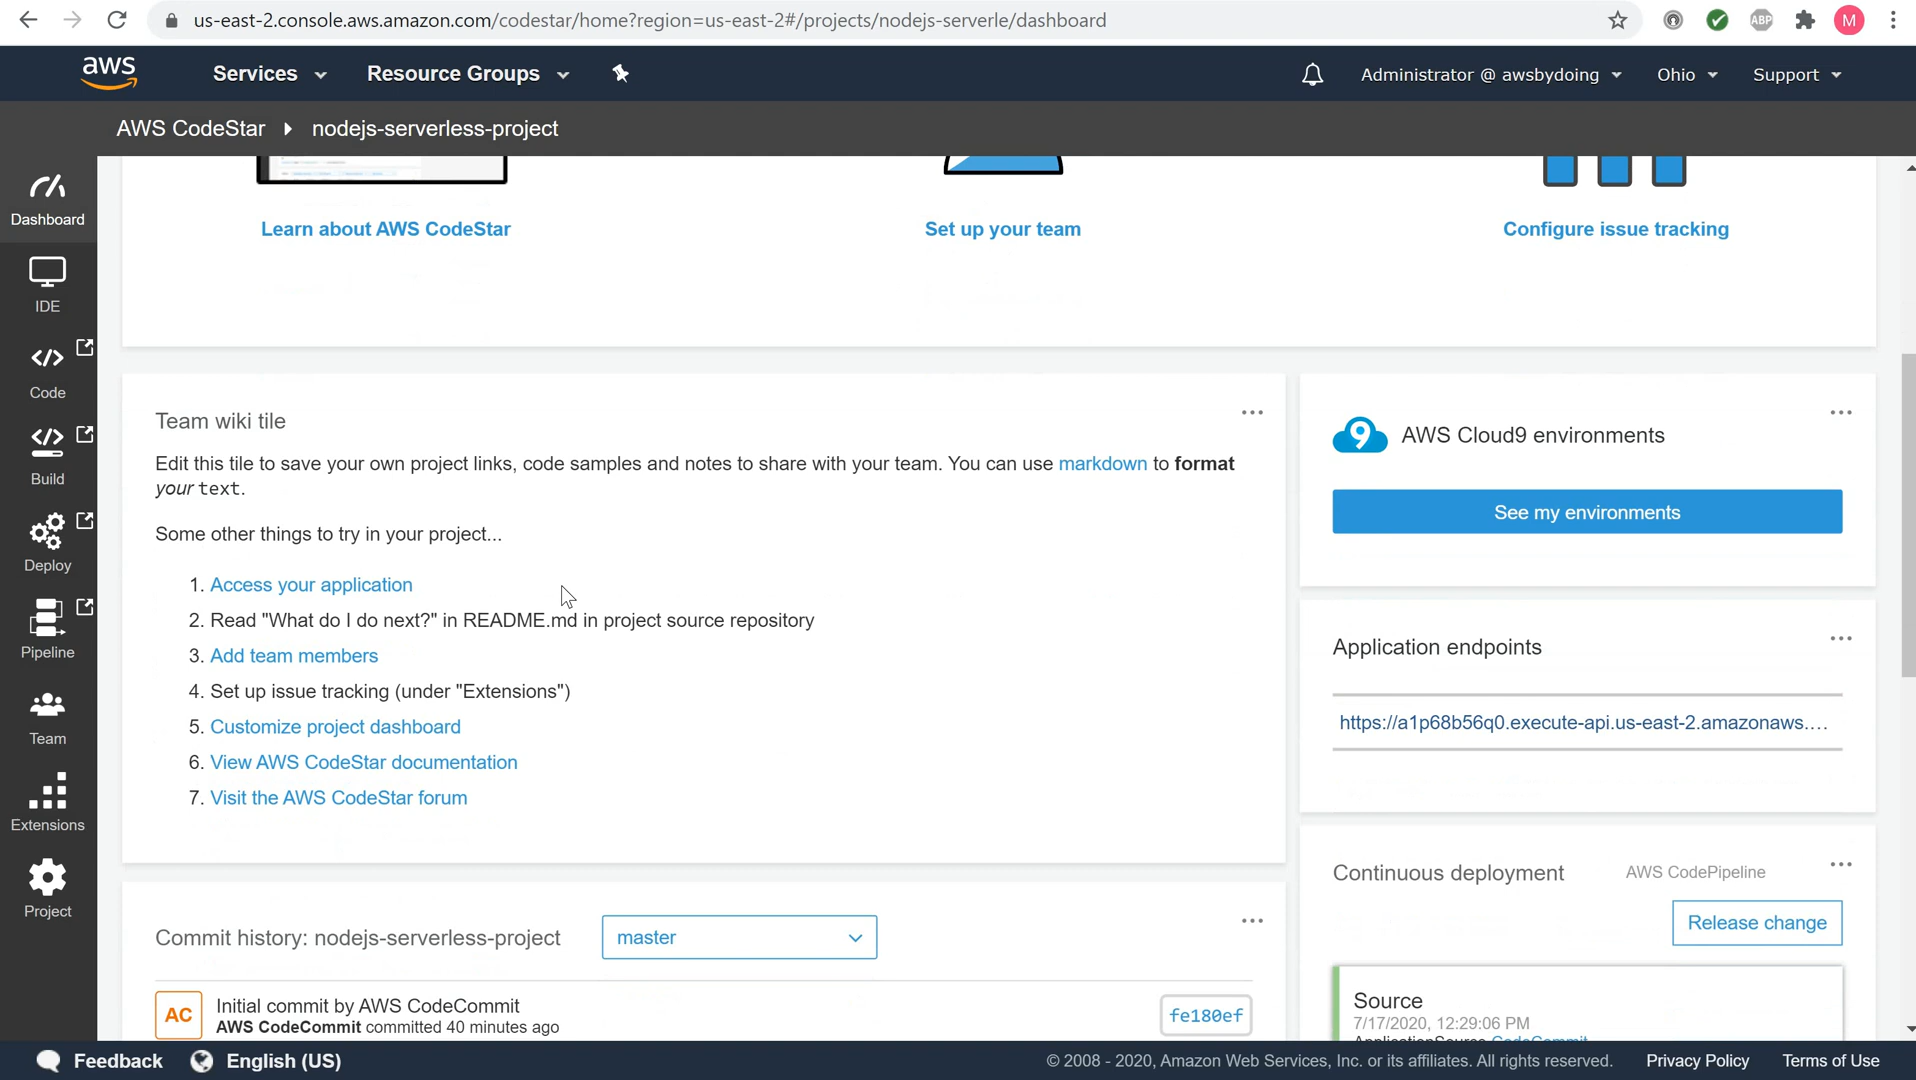 us-east-2.console.aws.amazon.com/codestar/home?region=us-east-2#/projects/nodejs-serverle/dashboard
ABP
M
aws
Services
Resource Groups
Administrator @ awsbydoing
Ohio
Support
AWS CodeStar
nodejs-serverless-project
Dashboard
IDE
Code
Build
Deploy
Pipeline
Team
Extensions
Project
Learn about AWS CodeStar
Set up your team
Configure issue tracking
Team wiki tile
Edit this tile to save your own project links, code samples and notes to share with your team. You can use markdown to format
your text.
Some other things to try in your project...
1. Access your application
2. Read "What do I do next?" in README.md in project source repository
3. Add team members
4. Set up issue tracking (under "Extensions")
5. Customize project dashboard
6. View AWS CodeStar documentation
7. Visit the AWS CodeStar forum
9
AWS Cloud9 environments
See my environments
Application endpoints
https://a1p68b56q0.execute-api.us-east-2.amazonaws....
Commit history: nodejs-serverless-project
master
AC
Initial commit by AWS CodeCommit
AWS CodeCommit committed 40 minutes ago
fe180ef
Continuous deployment
AWS CodePipeline
Release change
Source
7/17/2020, 12:29:06 PM
ApplicationSource CodeCommit
Feedback
English (US)
© 2008 - 2020, Amazon Web Services, Inc. or its affiliates. All rights reserved.
Privacy Policy
Terms of Use